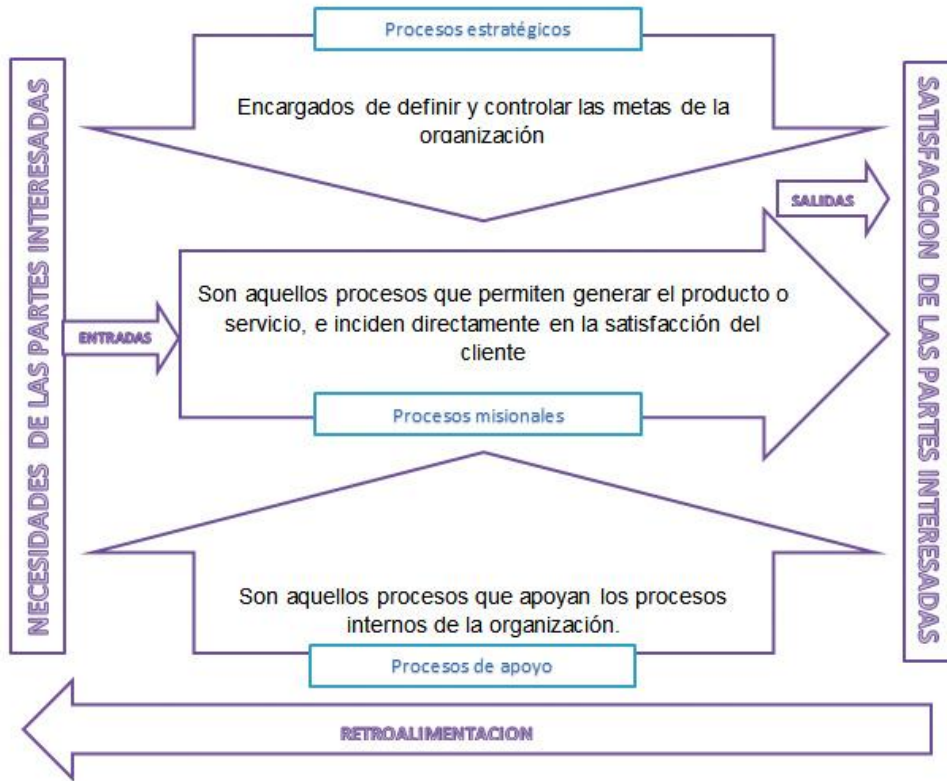 Procesos estratégicos
Encargados de definir y controlar las metas de la
organización
NECESIDADES DE LAS PARTES INTERESADAS
SATISFACCION DE LAS PARTES INTERESADAS
SALIDAS
ENTRADAS
Son aquellos procesos que permiten generar el producto o
servicio, e inciden directamente en la satisfacción del
cliente
Procesos misionales
Son aquellos procesos que apoyan los procesos
internos de la organización.
Procesos de apoyo
RETROALIMENTACION